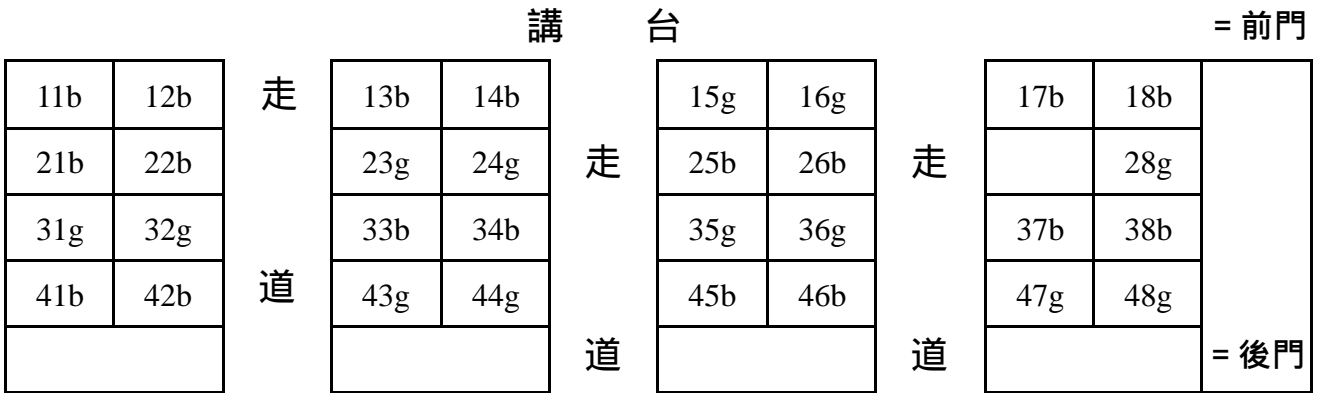 講 台 = 前門
11b 12b 走 13b 14b 15g 16g 17b 18b
21b 22b 23g 24g 走 25b 26b 走 28g
31g 32g 33b 34b 35g 36g 37b 38b
41b 42b 道 43g 44g 45b 46b 47g 48g
道 道 = 後門